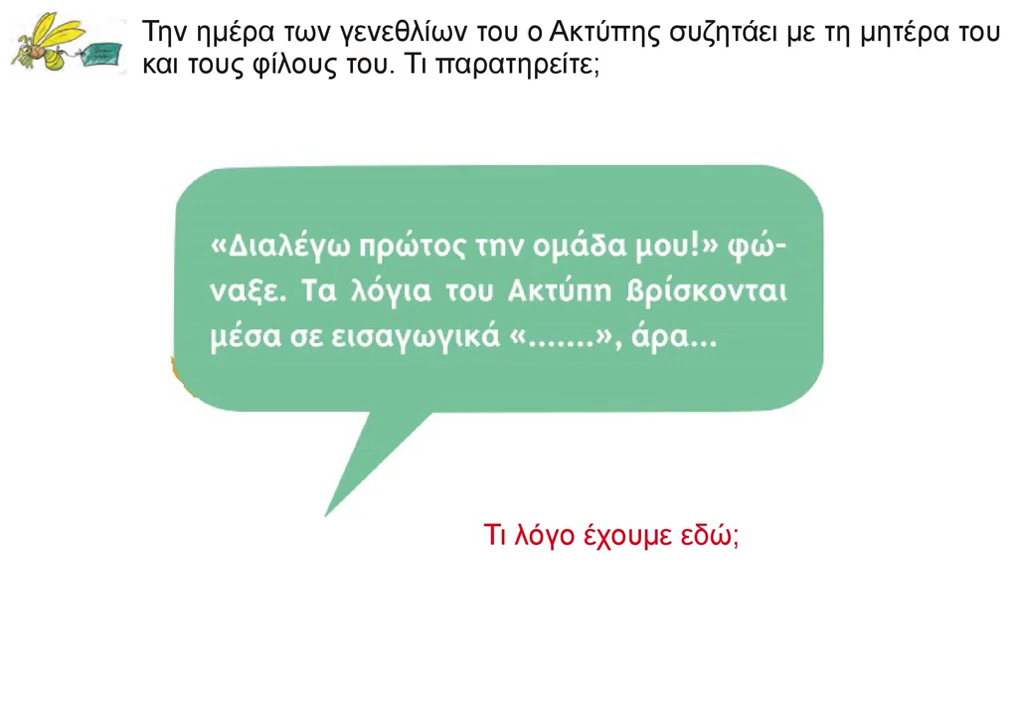 Την ημέρα των γενεθλίων του ο Ακτύπης συζητάει με τη μητέρα του
και τους φίλους του. Τι παρατηρείτε;
«Διαλέγω πρώτος την ομάδα μου!» φώ-
ναξε. Τα λόγια του Ακτύπη βρίσκονται
μέσα σε εισαγωγικά «.......», άρα...
Τι λόγο έχουμε εδώ;